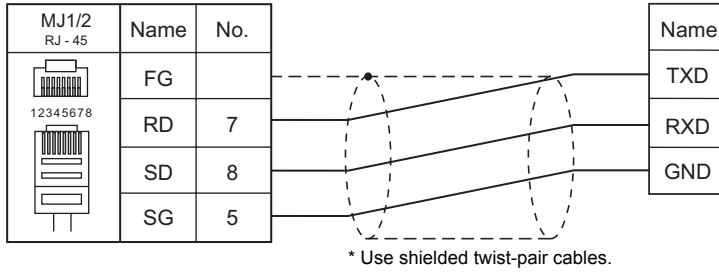 MJ1/2 Name No. Name
RJ - 45
FG TXD
12345678
RD 7 RXD
SD 8 GND
SG 5
* Use shielded twist-pair cables.